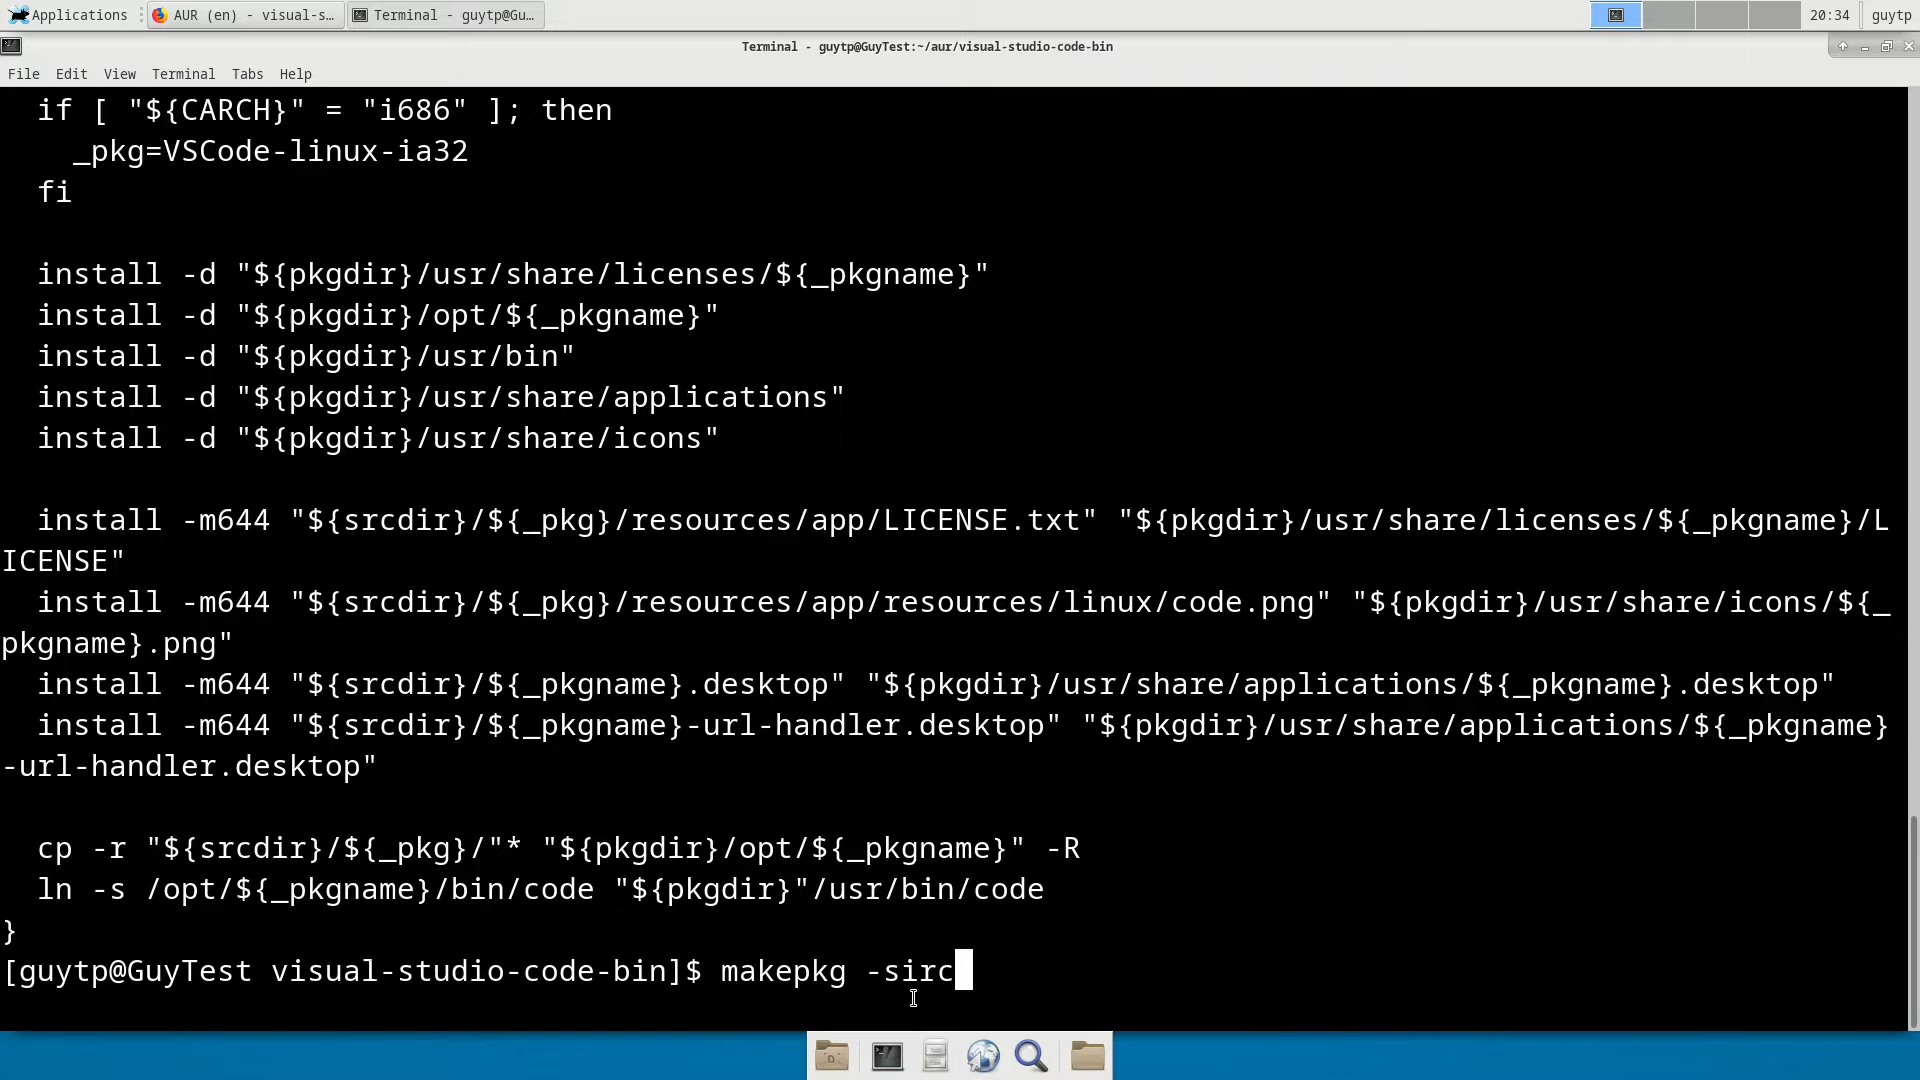 Applications
AUR (en) - visual-s...
Terminal - guytp@Gu...
20:34
guytp
Terminal - guytp@GuyTest:~/aur/visual-studio-code-bin
File Edit View Terminal Tabs Help
  if [ "${CARCH}" = "i686" ]; then
    _pkg=VSCode-linux-ia32
  fi
  install -d "${pkgdir}/usr/share/licenses/${_pkgname}"
  install -d "${pkgdir}/opt/${_pkgname}"
  install -d "${pkgdir}/usr/bin"
  install -d "${pkgdir}/usr/share/applications"
  install -d "${pkgdir}/usr/share/icons"
  install -m644 "${srcdir}/${_pkg}/resources/app/LICENSE.txt" "${pkgdir}/usr/share/licenses/${_pkgname}/L
ICENSE"
  install -m644 "${srcdir}/${_pkg}/resources/app/resources/linux/code.png" "${pkgdir}/usr/share/icons/${_
pkgname}.png"
  install -m644 "${srcdir}/${_pkgname}.desktop" "${pkgdir}/usr/share/applications/${_pkgname}.desktop"
  install -m644 "${srcdir}/${_pkgname}-url-handler.desktop" "${pkgdir}/usr/share/applications/${_pkgname}
-url-handler.desktop"
  cp -r "${srcdir}/${_pkg}/"* "${pkgdir}/opt/${_pkgname}" -R
  ln -s /opt/${_pkgname}/bin/code "${pkgdir}"/usr/bin/code
}
[guytp@GuyTest visual-studio-code-bin]$ makepkg -sirc